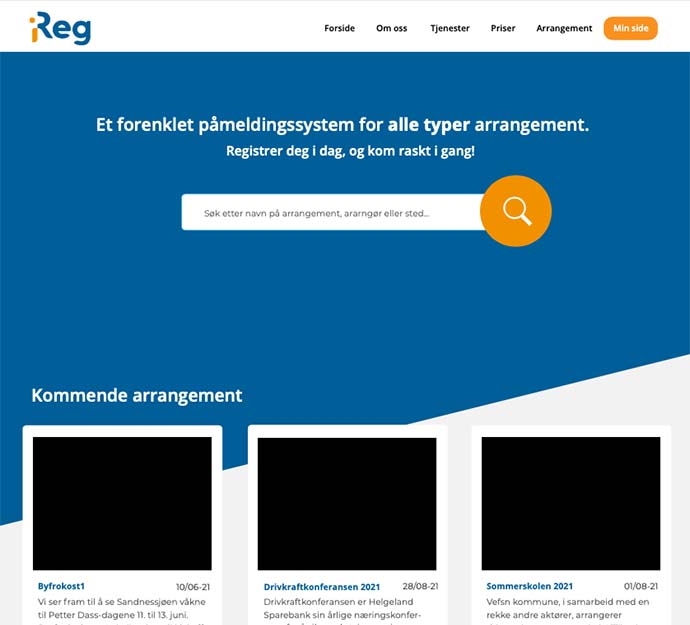 iReg
Forside Om oss Tjenester Priser Arrangement Min side
Et forenklet påmeldingssystem for alle typer arrangement.
Registrer deg i dag, og kom raskt i gang!
Søk etter navn på arrangement, ararngør eller sted...
Kommende arrangement
Byfrokost1 10/06-21
Vi ser fram til å se Sandnessjøen våkne
til Petter Dass-dagene 11. til 13. juni.
Drivkraftkonferansen 2021 28/08-21
Drivkraftkonferansen er Helgeland
Sparebank sin årlige næringskonfer-
Sommerskolen 2021 01/08-21
Vefsn kommune, i samarbeid med en
rekke andre aktører, arrangerer